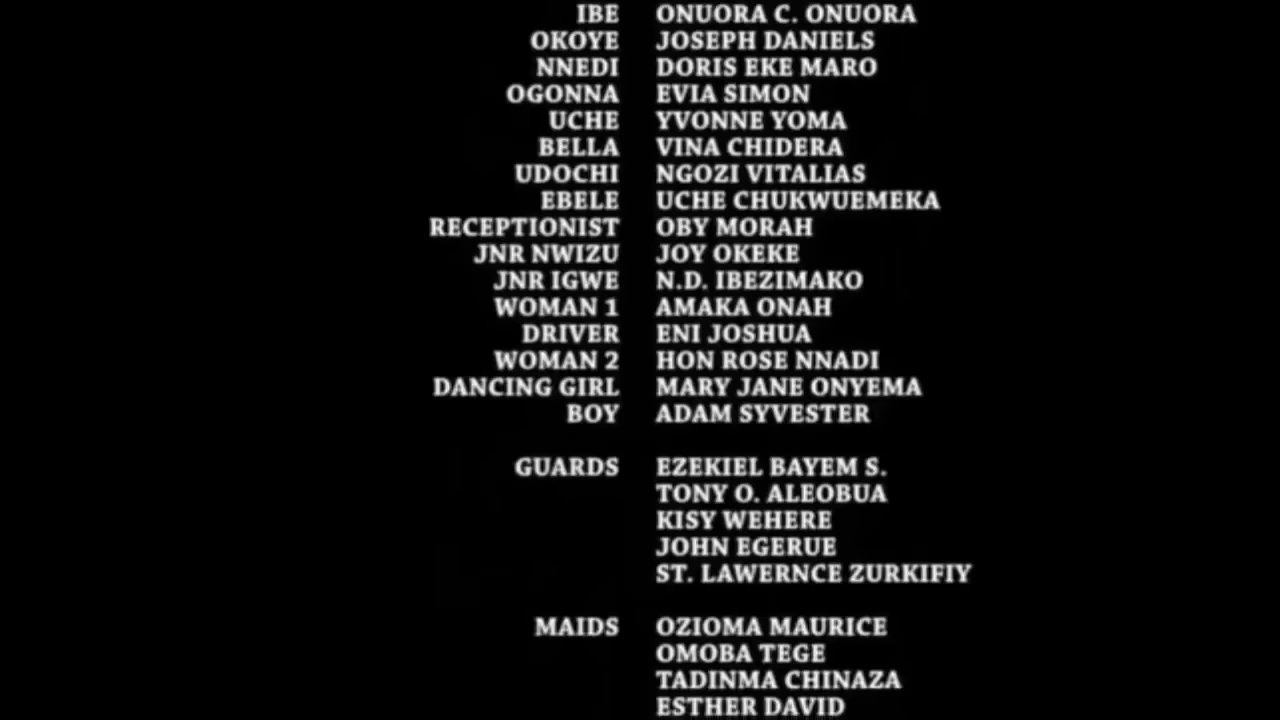 IBE ONUORA C. ONUORA
OKOYE JOSEPH DANIELS
NNEDI DORIS EKE MARO
OGONNA EVIA SIMON
UCHE YVONNE YOMA
BELLA VINA CHIDERA
UDOCHI NGOZI VITALIAS
EBELE UCHE CHUKWUEMEKA
RECEPTIONIST OBY MORAH
JNR NWIZU JOY OKEKE
JNR IGWE N.D. IBEZIMAKO
WOMAN 1 AMAKA ONAH
DRIVER ENI JOSHUA
WOMAN 2 HON ROSE NNADI
DANCING GIRL MARY JANE ONYEMA
BOY ADAM SYVESTER
GUARDS EZEKIEL BAYEM S.
TONY O. ALEOBUA
KISY WEHERE
JOHN EGERUE
ST. LAWERNCE ZURKIFIY
MAIDS OZIOMA MAURICE
OMOBA TEGE
TADINMA CHINAZA
ESTHER DAVID